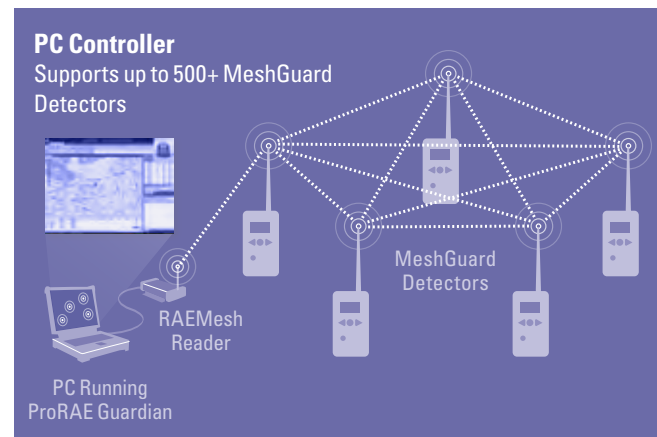 PC Controller
Supports up to 500+ MeshGuard
Detectors
MeshGuard
Detectors
RAEMesh
Reader
PC Running
ProRAE Guardian